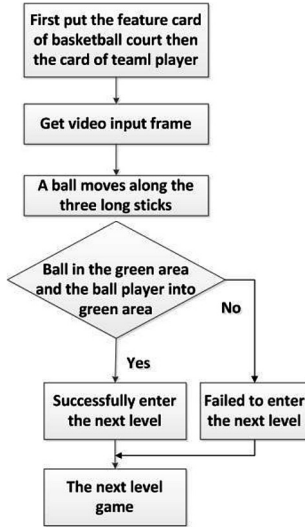 First put the feature card
of basketball court then
the card of teaml player
Get video input frame
A ball moves along the
three long sticks
Ball in the green area
and the ball player into
green area
No
Yes
Successfully enter
the next level
Failed to enter
the next level
The next level
game